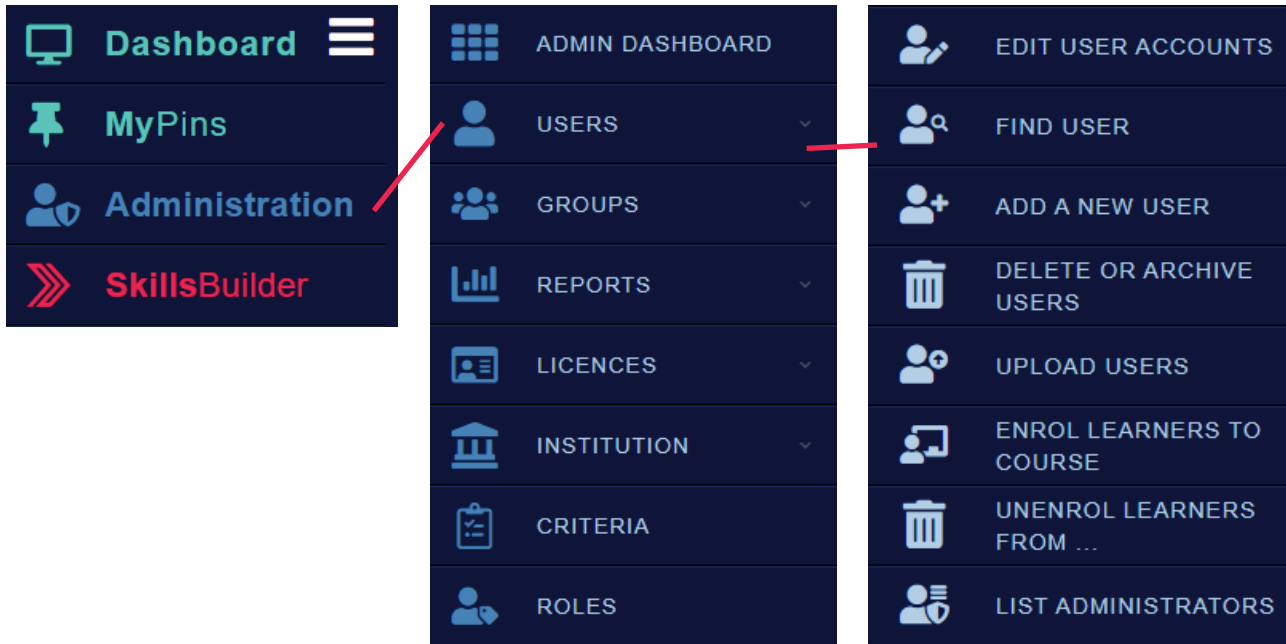 Dashboard
MyPins
Administration
SkillsBuilder
ADMIN DASHBOARD
USERS
GROUPS
REPORTS
LICENCES
INSTITUTION
CRITERIA
ROLES
EDIT USER ACCOUNTS
FIND USER
ADD A NEW USER
DELETE OR ARCHIVE
USERS
UPLOAD USERS
ENROL LEARNERS TO
COURSE
UNENROL LEARNERS
FROM ...
LIST ADMINISTRATORS